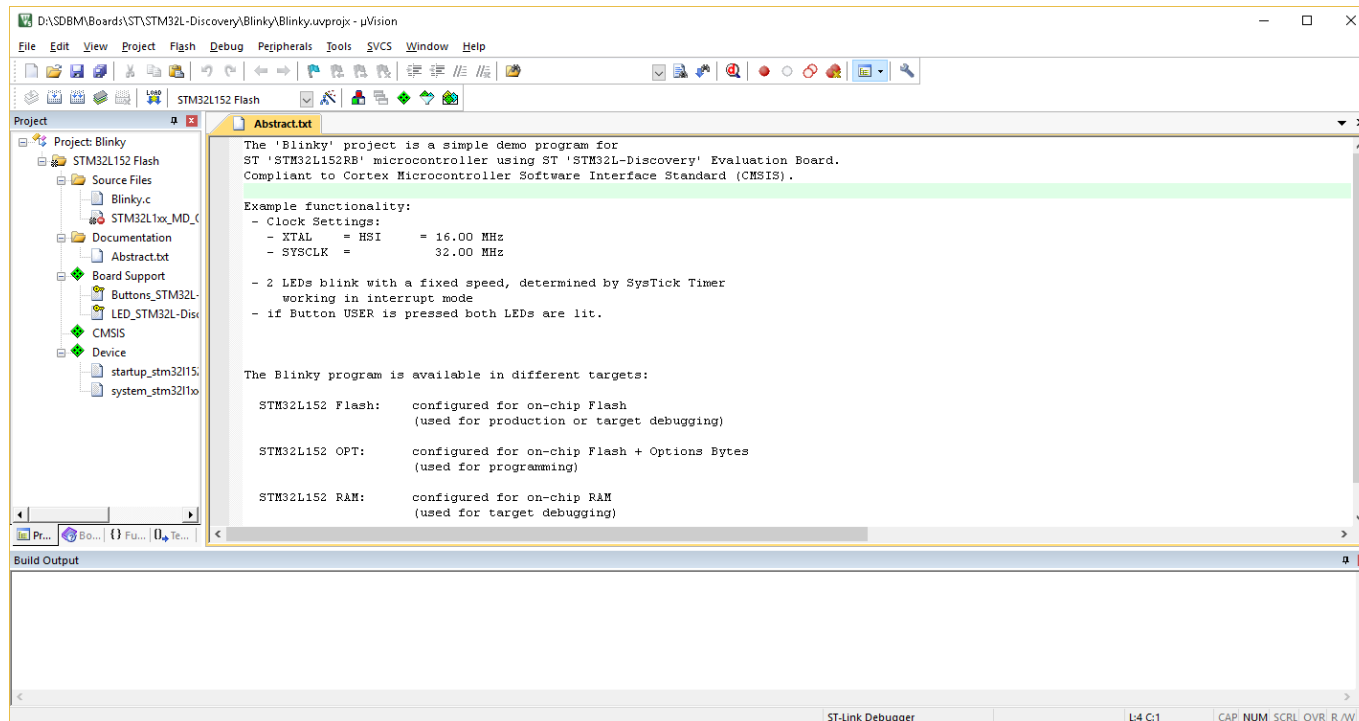 D:\SDBM\Boards\ST\STM32L-Discovery\Blinky\Blinky.uvprojx - µVision
File Edit View Project Flash Debug Peripherals Tools SVCS Window Help
LOAD STM32L152 Flash
Project
Project: Blinky
STM32L152 Flash
Source Files
Blinky.c
STM32L1xx_MD_
Documentation
Abstract.txt
Board Support
Buttons_STM32L-
LED_STM32L-Disc
CMSIS
Device
startup_stm32l152
system_stm32l1x
Pr... Bo... {} Fu... Te...
Abstract.txt
The 'Blinky' project is a simple demo program for
ST 'STM32L152RB' microcontroller using ST 'STM32L-Discovery' Evaluation Board.
Compliant to Cortex Microcontroller Software Interface Standard (CMSIS).
Example functionality:
- Clock Settings:
- XTAL = HSI = 16.00 MHz
- SYSCLK = 32.00 MHz
- 2 LEDs blink with a fixed speed, determined by SysTick Timer
working in interrupt mode
- if Button USER is pressed both LEDs are lit.
The Blinky program is available in different targets:
STM32L152 Flash: configured for on-chip Flash
(used for production or target debugging)
STM32L152 OPT: configured for on-chip Flash + Options Bytes
(used for programming)
STM32L152 RAM: configured for on-chip RAM
(used for target debugging)
Build Output
ST-Link Debugger L:4 C:1 CAP NUM SCRL OVR R/W